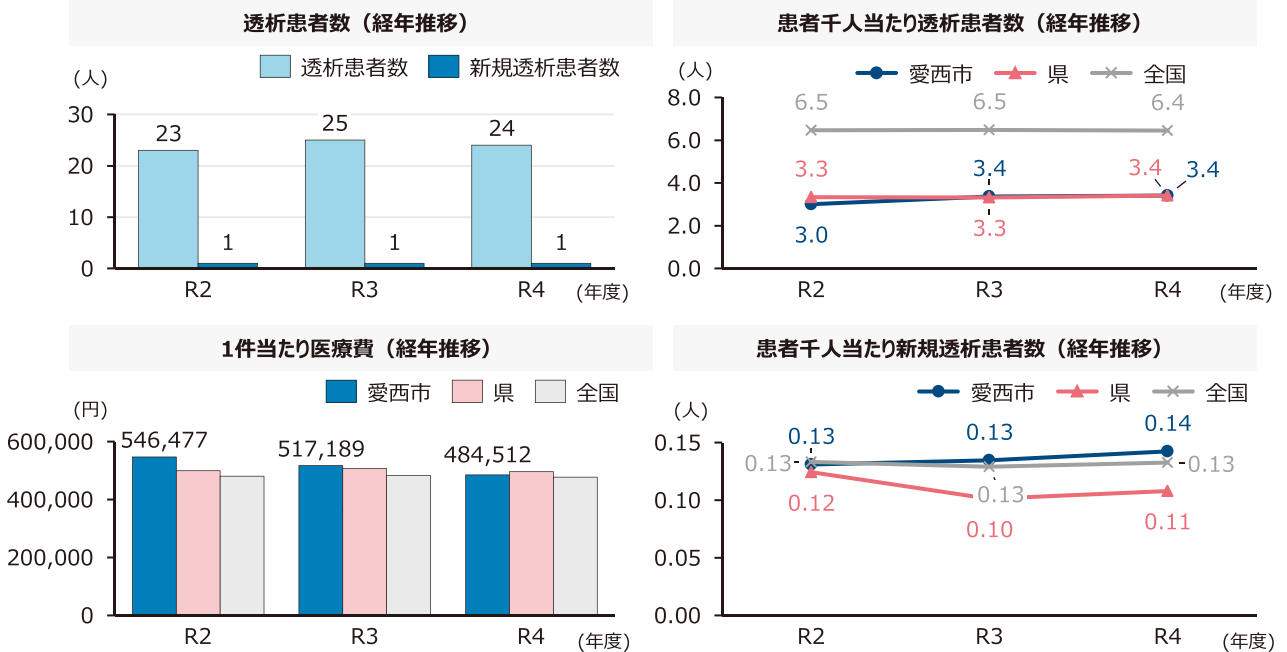 透析患者数（経年推移）
透析患者数 新規透析患者数
(人)
30
20
10
0
23
1
25
1
24
1
R2 R3 R4 (年度)
患者千人当たり透析患者数（経年推移）
愛西市 県 全国
(人)
8.0
6.0
4.0
2.0
0.0
6.5 6.5 6.4
3.3 3.4 3.4 3.4
3.0 3.3
R2 R3 R4 (年度)
1件当たり医療費（経年推移）
愛西市 県 全国
(円)
600,000
400,000
200,000
0
546,477
517,189
484,512
R2 R3 R4 (年度)
患者千人当たり新規透析患者数（経年推移）
愛西市 県 全国
(人)
0.15
0.10
0.05
0.00
0.13 0.13 0.14
0.13 0.13 0.13
0.12 0.10 0.11
R2 R3 R4 (年度)